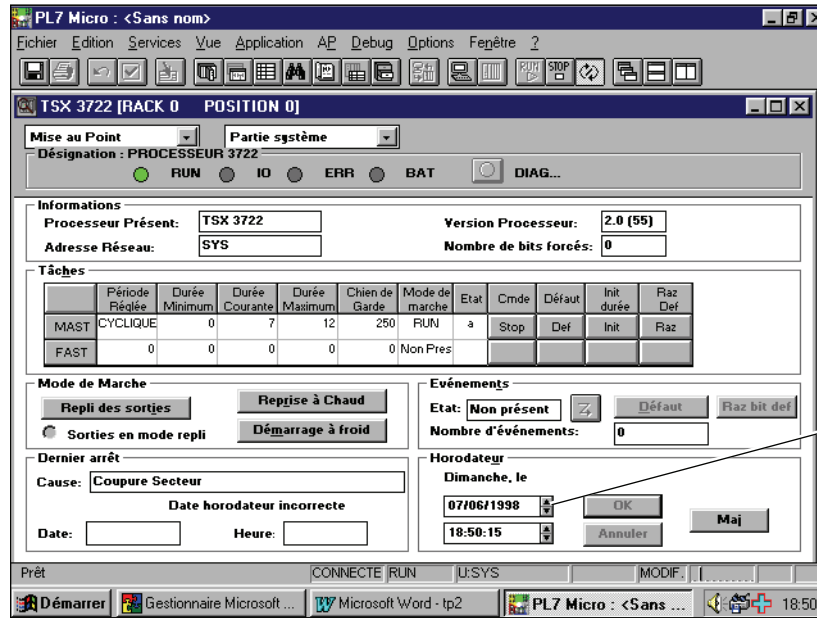 PL7 Micro : <Sans nom>
Fichier Edition Services Vue Application AP Debug Options Fenêtre ?
RUN STOP
TSX 3722 [RACK 0 POSITION 0]
Mise au Point Partie système
Désignation : PROCESSEUR 3722
RUN IO ERR BAT DIAG...
Informations
Processeur Présent: TSX 3722 Version Processeur: 2.0 (55)
Adresse Réseau: SYS Nombre de bits forcés: 0
Tâches
Période Réglée Durée Minimum Durée Courante Durée Maximum Chien de Garde Mode de marche Etat Cmde Défaut Init durée Raz Def
MAST CYCLIQUE 0 7 12 250 RUN a Stop Def Init Raz
FAST 0 0 0 0 0 Non Pres
Mode de Marche
Repli des sorties Reprise à Chaud
Sorties en mode repli Démarrage à froid
Evénements
Etat: Non présent Défaut Raz bit def
Nombre d'événements: 0
Dernier arrêt
Cause: Coupure Secteur
Date horodateur incorrecte
Date: Heure:
Horodateur
Dimanche, le
07/06/1998 OK
18:50:15 Annuler
Maj
Prêt CONNECTE RUN U:SYS MODIF.
Démarrer Gestionnaire Microsoft ... Microsoft Word - tp2 PL7 Micro : <Sans ... 18:50